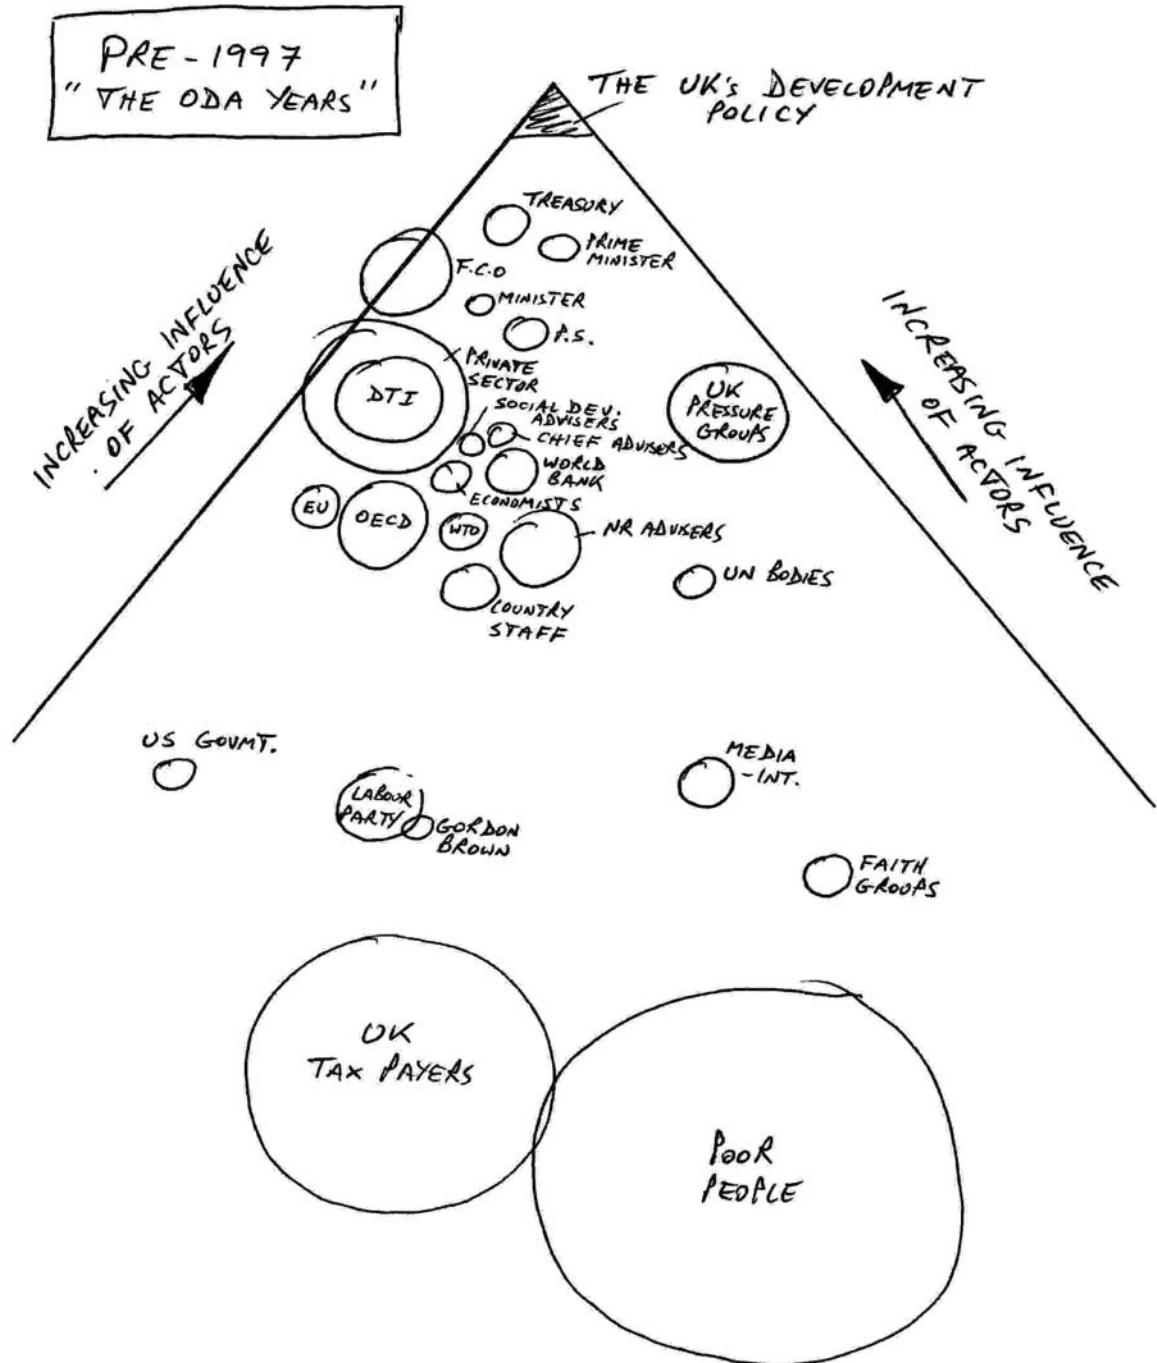 PRE-1997
"THE ODA YEARS"
THE UK's DEVELOPMENT
POLICY
TREASURY
PRIME
MINISTER
F.C.O
MINISTER
P.S.
INCREASING INFLUENCE
OF ACTORS
INCREASING INFLUENCE
OF ACTORS
PRIVATE
SECTOR
DTI
UK
PRESSURE
GROUPS
SOCIAL DEV.
ADVISERS
CHIEF ADVISERS
WORLD
BANK
ECONOMISTS
EU
OECD
WTO
NR ADVISERS
UN BODIES
COUNTRY
STAFF
US GOVMT.
MEDIA
-INT.
LABOUR
PARTY
GORDON
BROWN
FAITH
GROUPS
UK
TAX PAYERS
POOR
PEOPLE